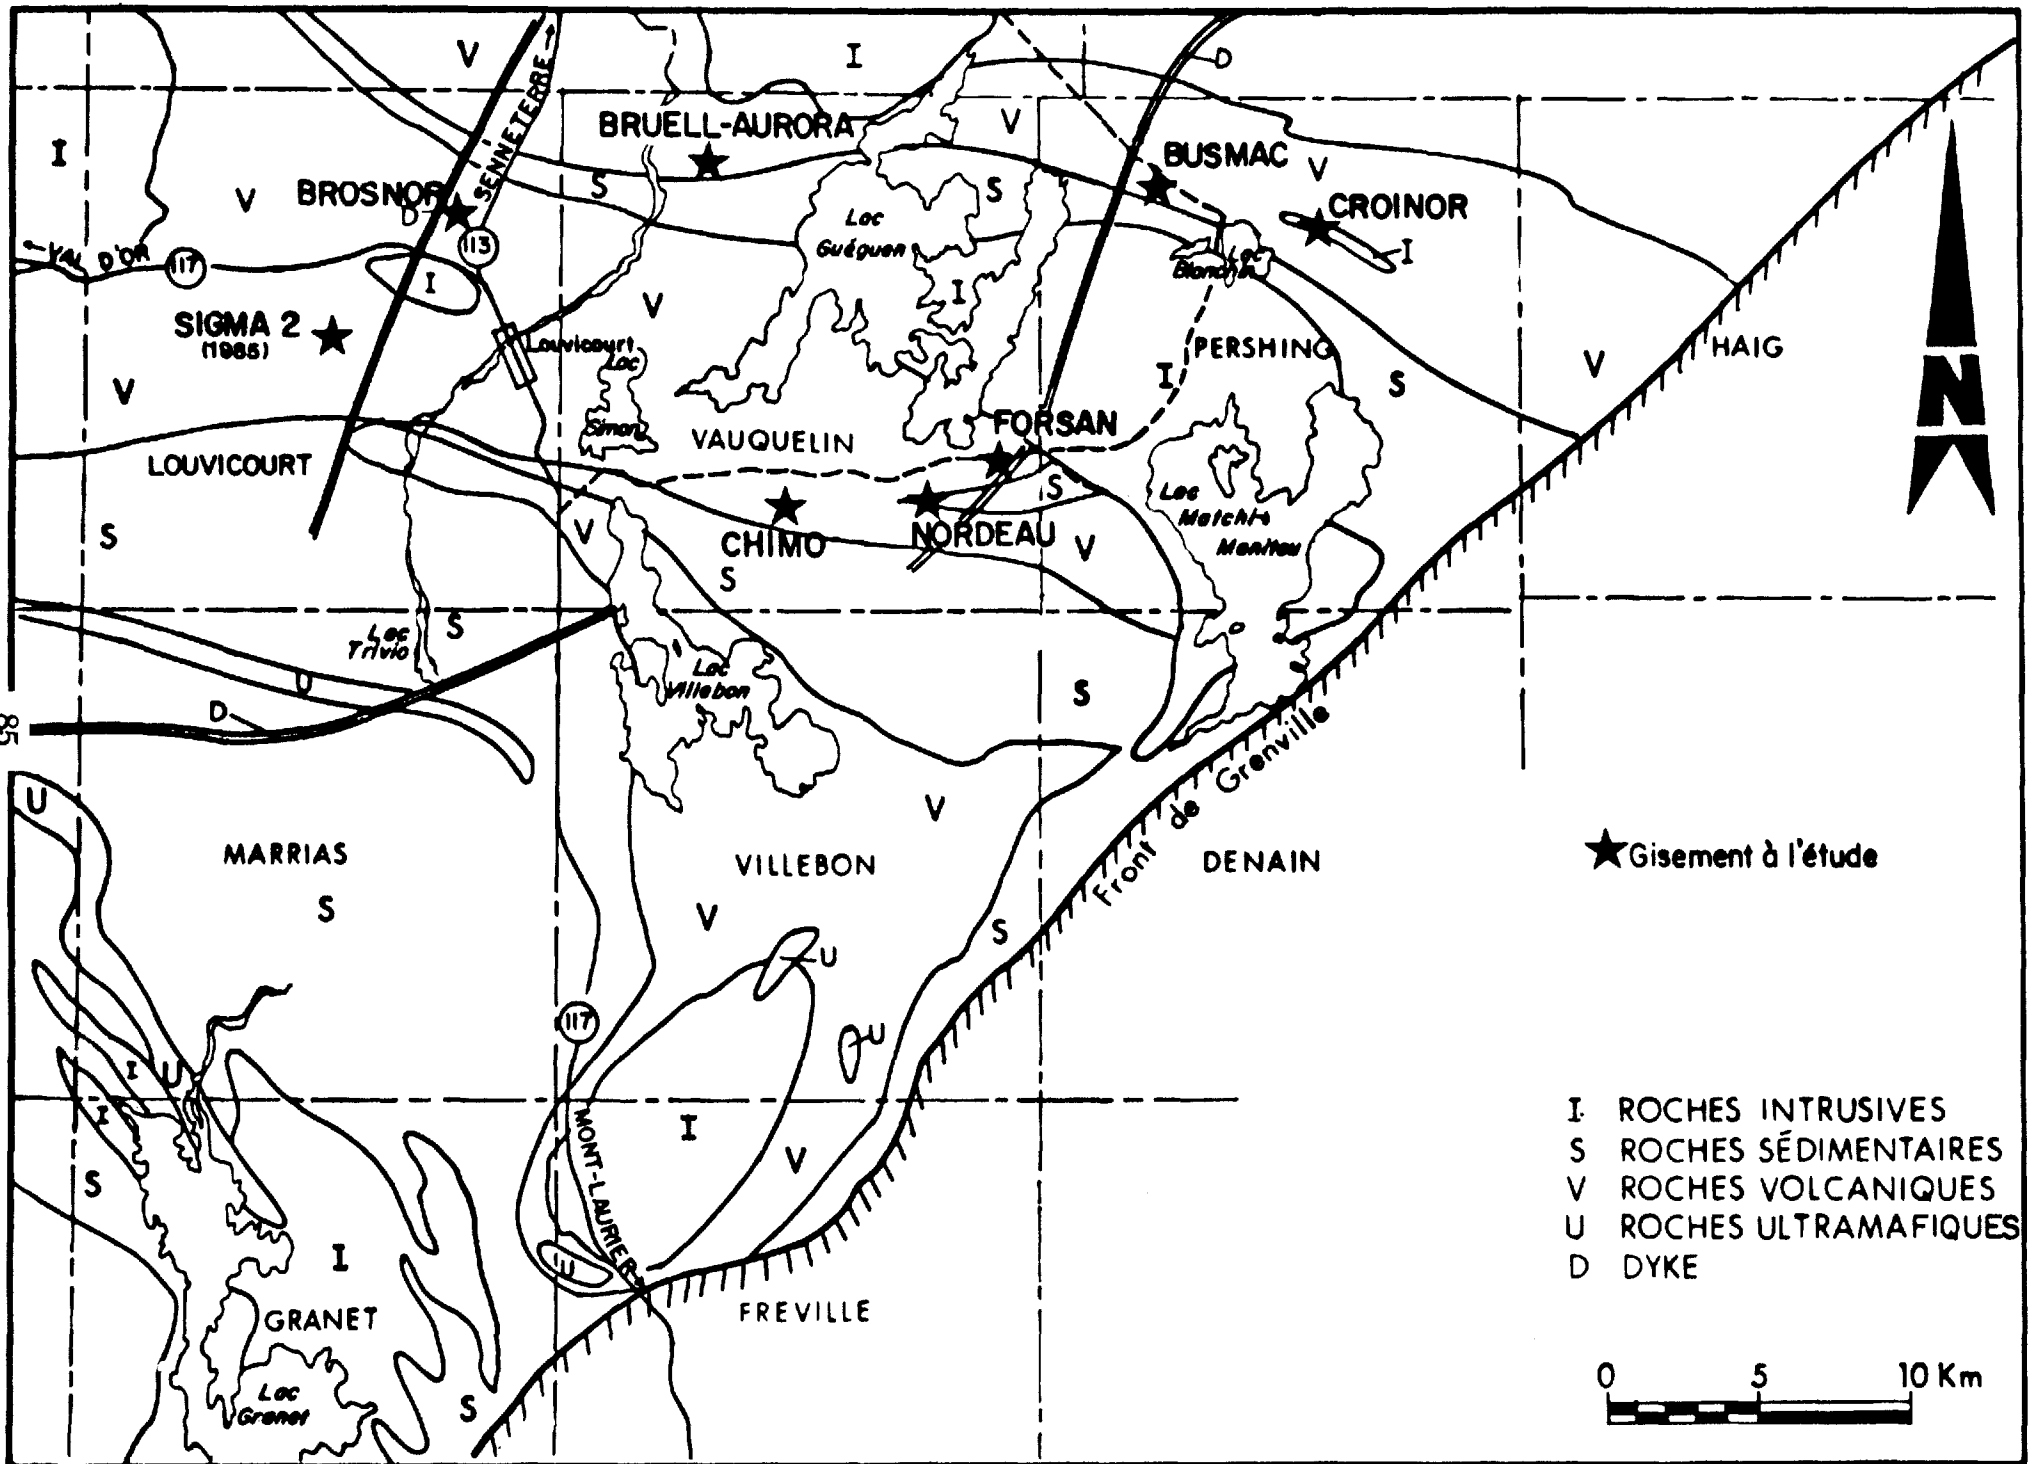 V
I
D
SENNETERRE
BRUELL-AURORA
V
I
BUSMAC
V
S
S
BROSNOR
D
V
CROINOR
Lac
Guéguen
113
VAL D'OR
117
Lac
Blanchin
I
I
I
V
SIGMA 2
(1985)
Louvicourt
Lac
Simon
PERSHING
HAIG
V
I
S
V
N
FORSAN
VAUQUELIN
LOUVICOURT
S
Lac
Matchi-
Manitou
S
V
CHIMO
NORDEAU
V
S
S
Lac
Trivio
Lac
Villebon
U
S
D
85
Front de Grenville
U
V
MARRIAS
VILLEBON
DENAIN
★Gisement à l'étude
S
V
S
U
117
U
I
U
I
I
MONT-LAURIER
V
S
I
U
GRANET
FREVILLE
Lac
Granet
S
I ROCHES INTRUSIVES
S ROCHES SÉDIMENTAIRES
V ROCHES VOLCANIQUES
U ROCHES ULTRAMAFIQUES
D DYKE
0 5 10 Km